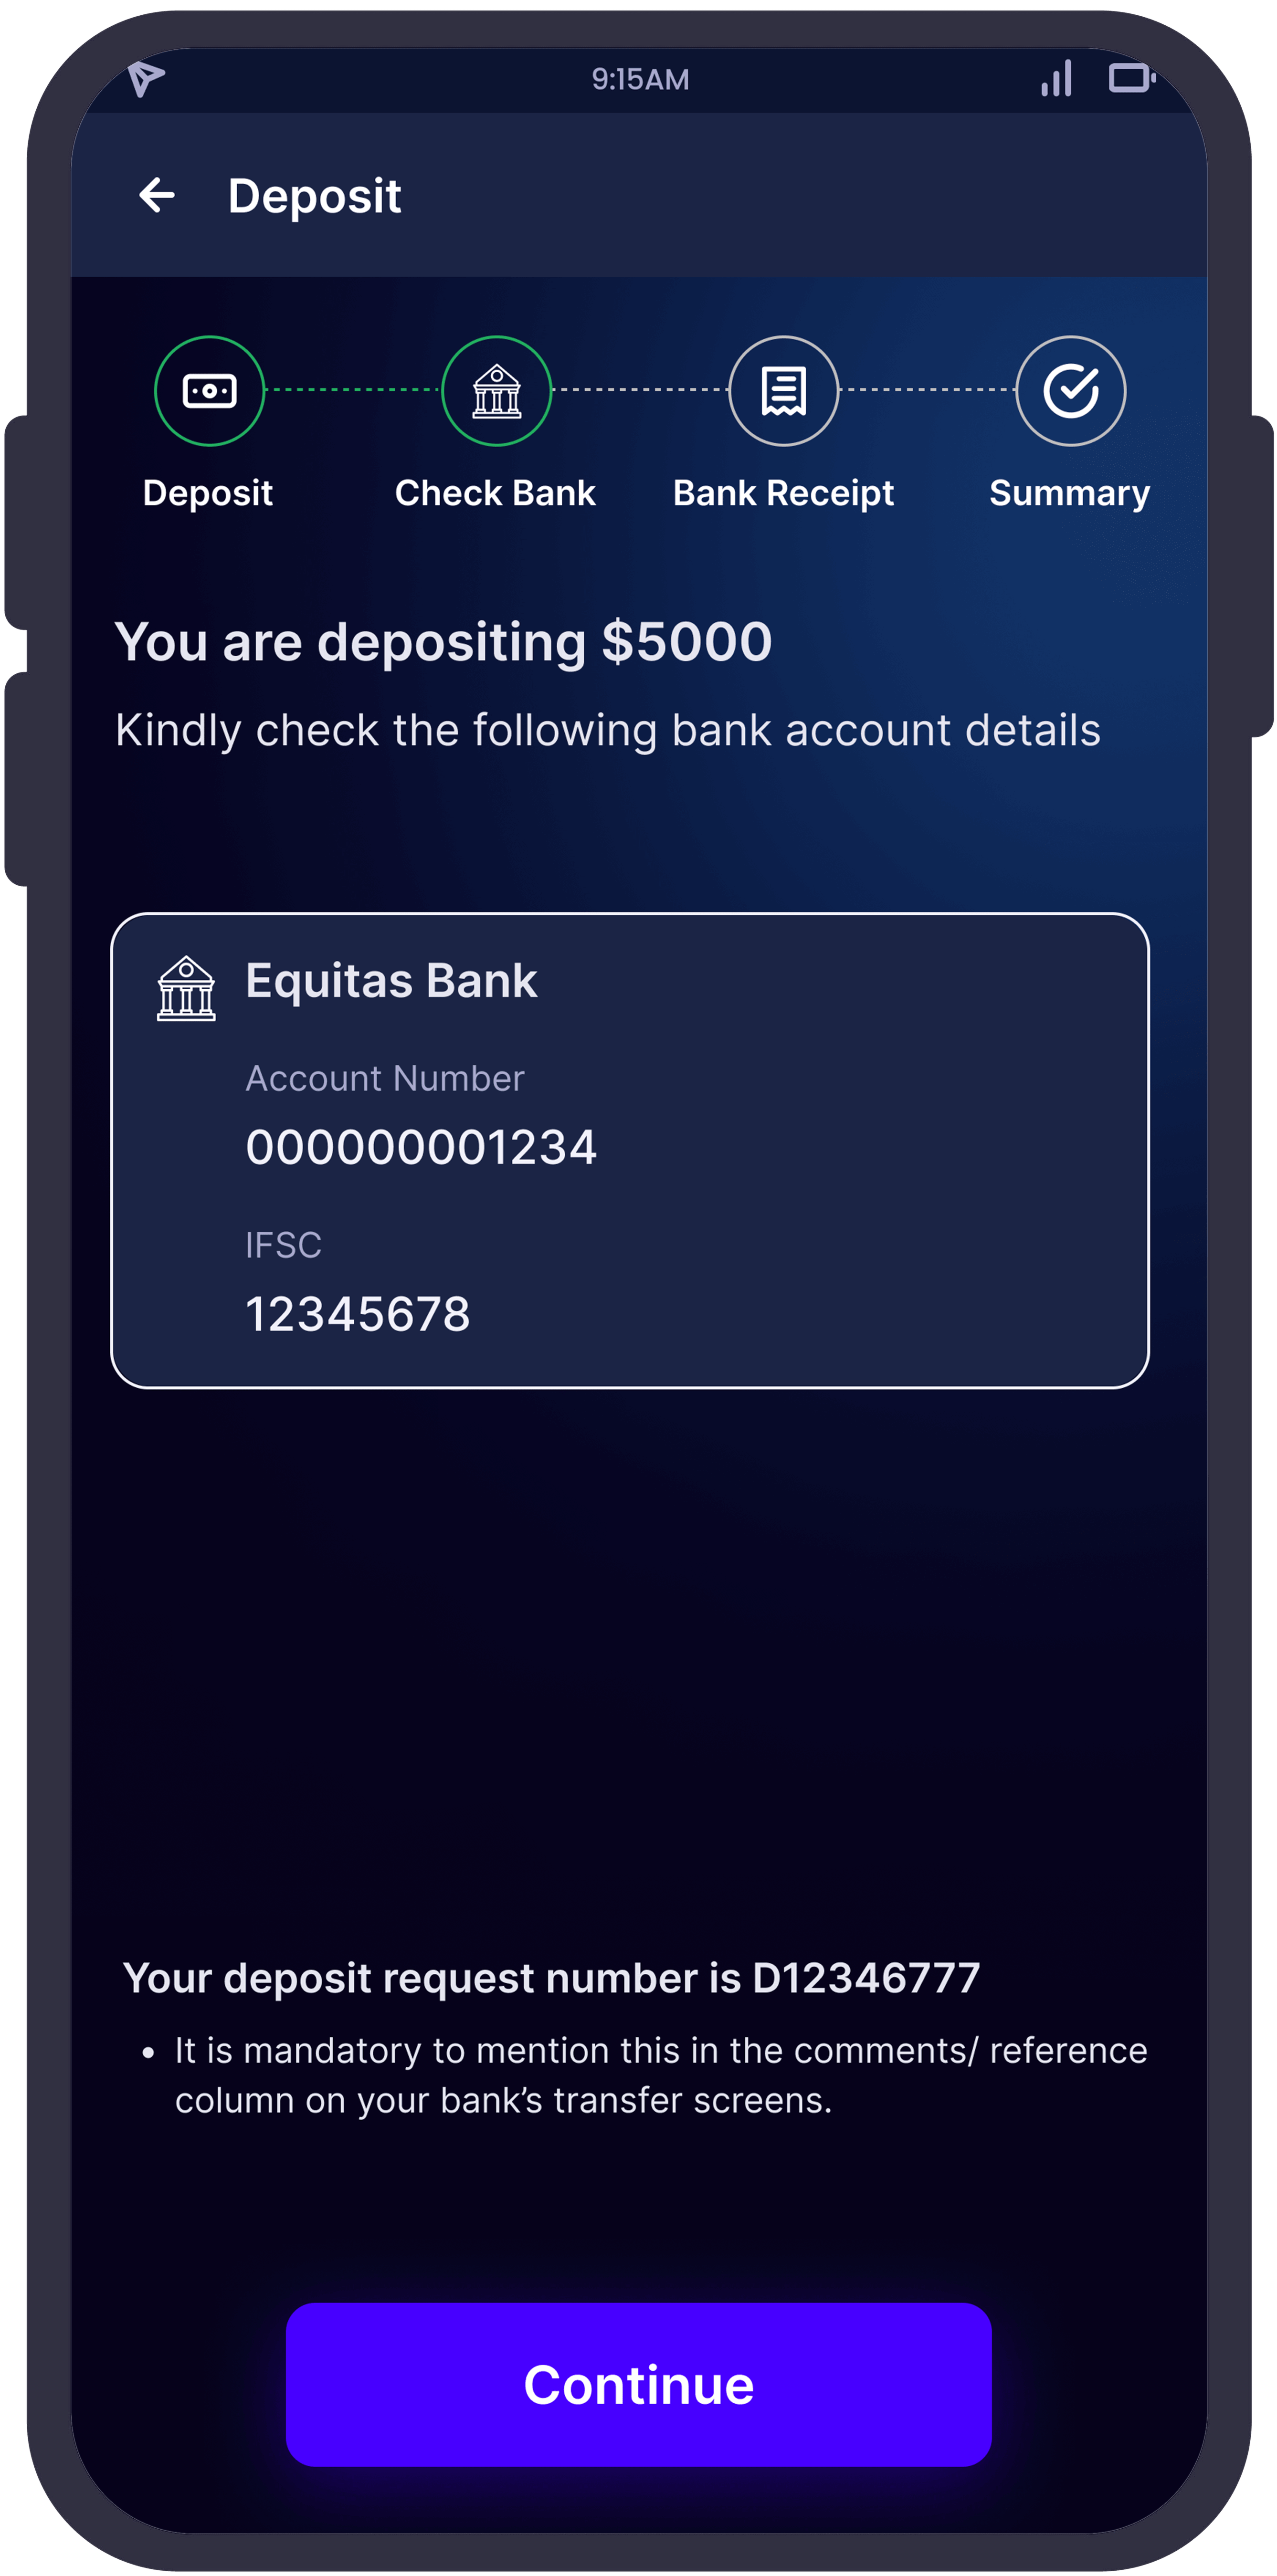 9:15AM
Deposit
Deposit
Check Bank
Bank Receipt
Summary
You are depositing $5000
Kindly check the following bank account details
Equitas Bank
Account Number
000000001234
IFSC
12345678
Your deposit request number is D12346777
• It is mandatory to mention this in the comments/ reference
column on your bank’s transfer screens.
Continue